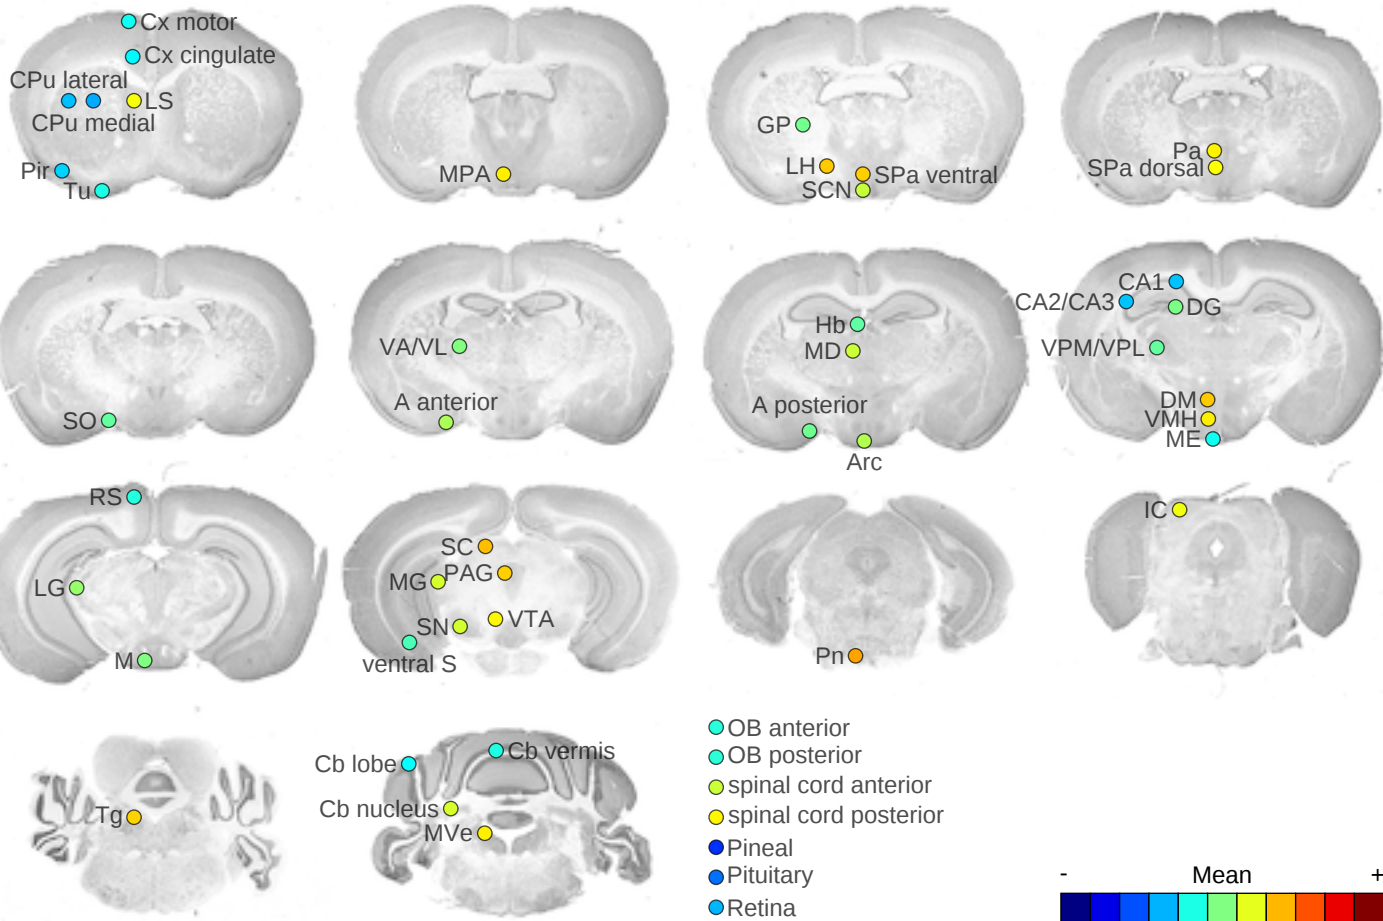 Cx motor
Cx cingulate
CPu lateral
LS
CPu medial
Pir
Tu
MPA
GP
LH
SPa ventral
SCN
Pa
SPa dorsal
SO
VA/VL
A anterior
Hb
MD
A posterior
Arc
CA1
CA2/CA3
DG
VPM/VPL
DM
VMH
ME
RS
LG
M
SC
PAG
MG
VTA
SN
ventral S
Pn
IC
Tg
Cb lobe
Cb vermis
Cb nucleus
MVe
OB anterior
OB posterior
spinal cord anterior
spinal cord posterior
Pineal
Pituitary
Retina
- Mean +